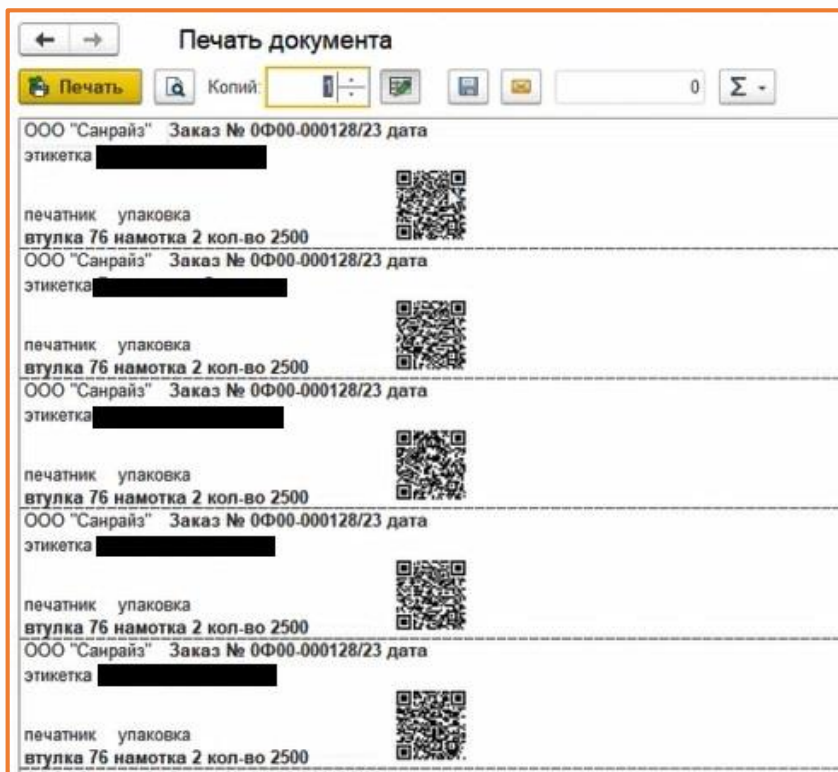 Печать документа
Печать Копий: 1 0 Σ
ООО "Санрайз" Заказ № 0Ф00-000128/23 дата
этикетка
печатник упаковка
втулка 76 намотка 2 кол-во 2500
ООО "Санрайз" Заказ № 0Ф00-000128/23 дата
этикетка
печатник упаковка
втулка 76 намотка 2 кол-во 2500
ООО "Санрайз" Заказ № 0Ф00-000128/23 дата
этикетка
печатник упаковка
втулка 76 намотка 2 кол-во 2500
ООО "Санрайз" Заказ № 0Ф00-000128/23 дата
этикетка
печатник упаковка
втулка 76 намотка 2 кол-во 2500
ООО "Санрайз" Заказ № 0Ф00-000128/23 дата
этикетка
печатник упаковка
втулка 76 намотка 2 кол-во 2500